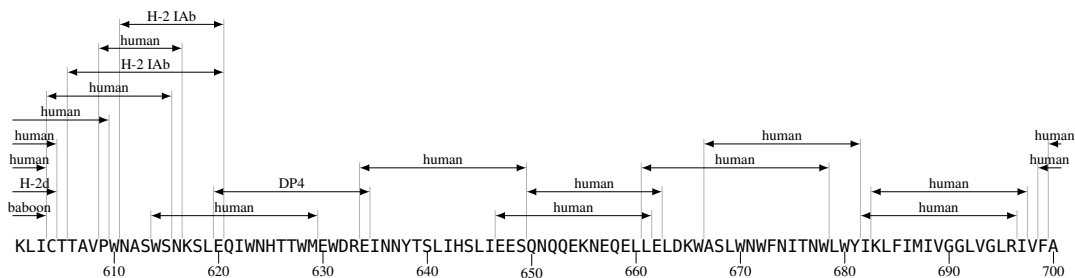 H-2 IAb
human
H-2 IAb
human
human
human human human
human human human human
H-2d DP4 human human
baboon human human human
KLICTTAVPWNASWSNKSLEQIWNHTTWMEWDREINNYTSLIHSLIEESQNQQEKNEQELLELDKWASLWNWFNITNWLWYIKLFIMIVGGLVGLRIVFA
610 620 630 640 650 660 670 680 690 700